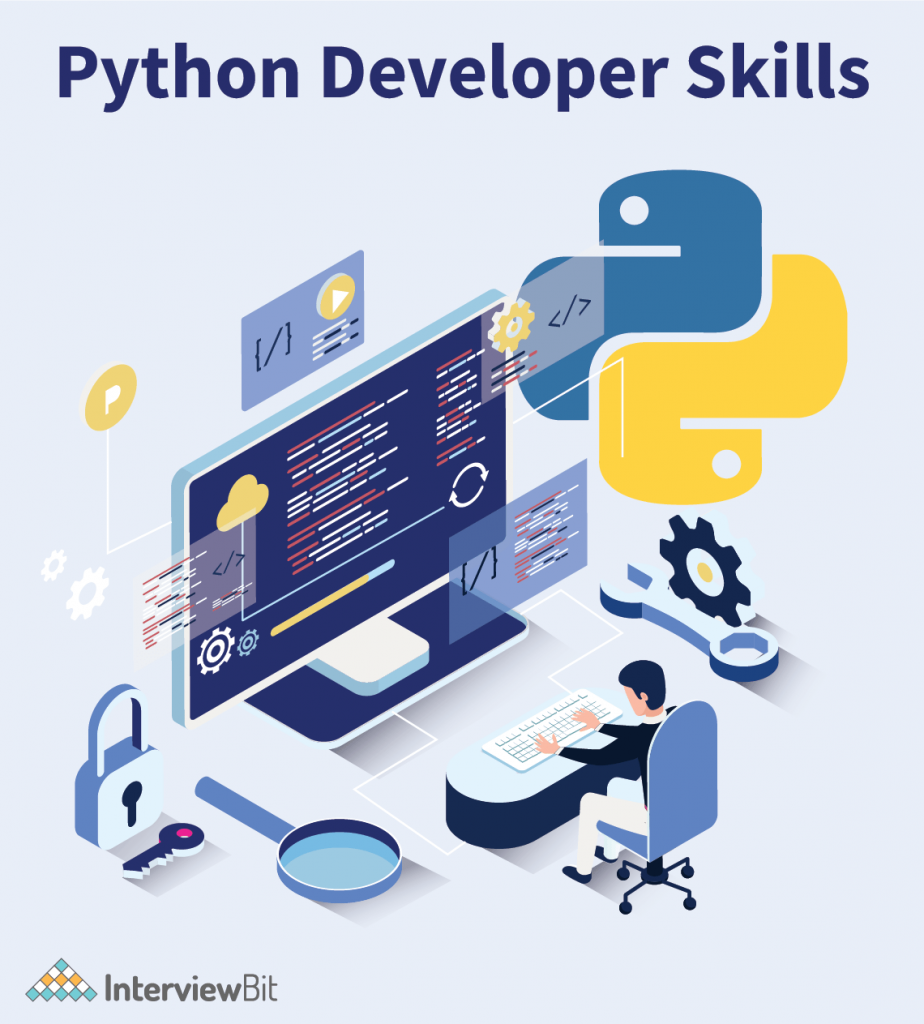 Python Developer Skills
{/}
</>
P
</>
{/}
InterviewBit